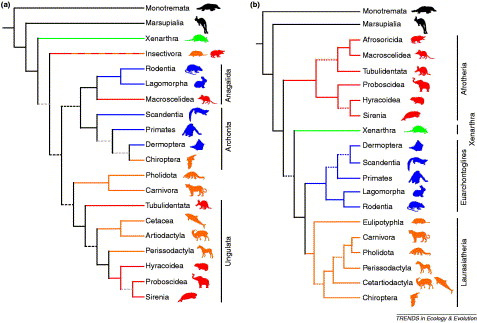 (a)
Monotremata
Marsupialia
Xenarthra
Insectivora
Rodentia
Lagomorpha
Macroscelidea
Scandentia
Primates
Dermoptera
Chiroptera
Pholidota
Carnivora
Tubulidentata
Cetacea
Artiodactyla
Perissodactyla
Hyracoidea
Proboscidea
Sirenia
Anagalida
Archonta
Ungulata
(b)
Monotremata
Marsupialia
Afrosoricida
Macroscelidea
Tubulidentata
Proboscidea
Hyracoidea
Sirenia
Xenarthra
Dermoptera
Scandentia
Primates
Lagomorpha
Rodentia
Eulipotyphla
Carnivora
Pholidota
Perissodactyla
Cetartiodactyla
Chiroptera
Afrotheria
Xenarthra
Euarchontoglires
Laurasiatheria
TRENDS in Ecology & Evolution